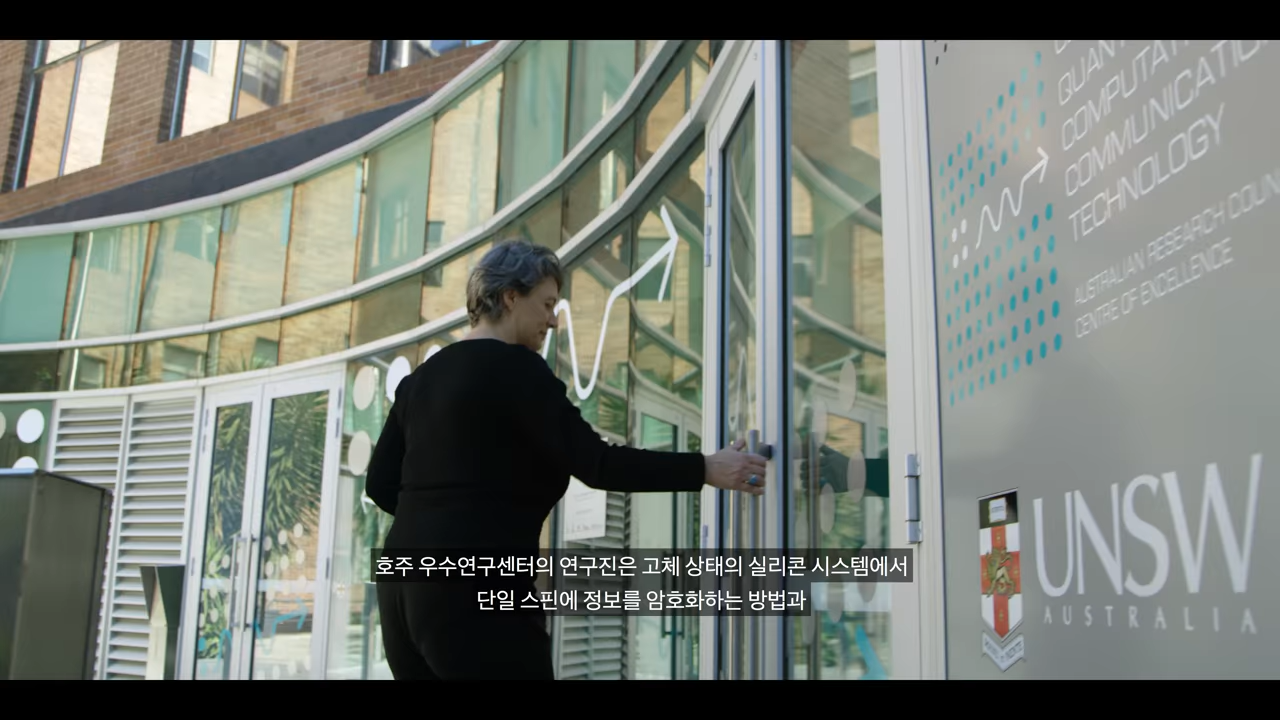 COMPUTAT
COMMUNICATIO
TECHNOLOGY
AUSTRALIAN RESEARCH COUN
CENTRE OF EXCELLENCE
UNSW
AUSTRALIA
호주 우수연구센터의 연구진은 고체 상태의 실리콘 시스템에서
단일 스핀에 정보를 암호화하는 방법과